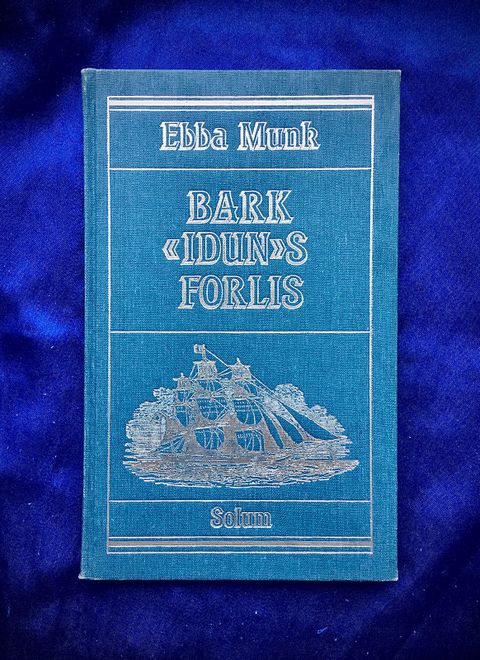 Ebba Munk
BARK
«IDUN»S
FORLIS
Solum